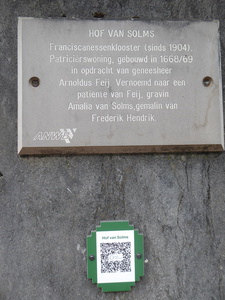 HOF VAN SOLMS
Franciscanessenklooster (sinds 1904).
Patriciërswoning, gebouwd in 1668/69
in opdracht van geneesheer
Arnoldus Feij. Vernoemd naar een
patiënte van Feij, gravin
Amalia van Solms, gemalin van
Frederik Hendrik.
ANWB
Hof van Solms